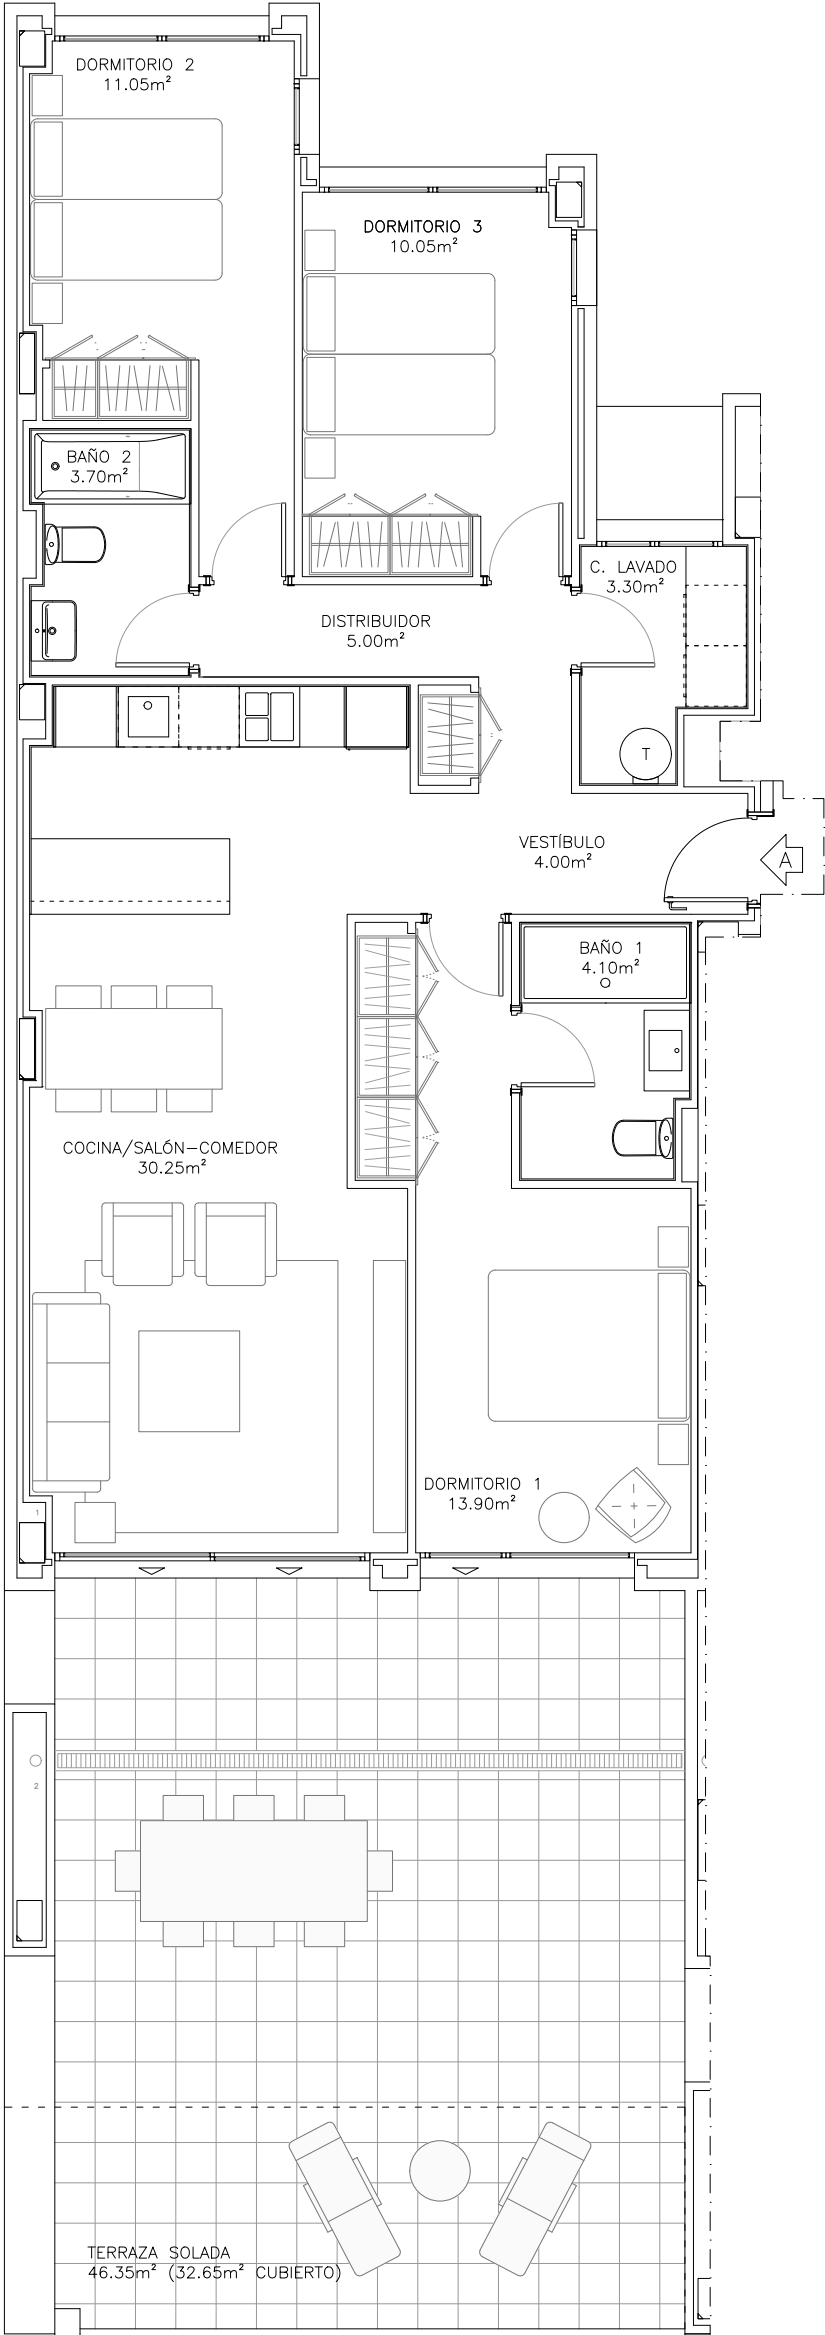 DORMITORIO 2
11.05m²
DORMITORIO 3
10.05m²
BAÑO 2
3.70m²
C. LAVADO
3.30m²
DISTRIBUIDOR
5.00m²
T
VESTÍBULO
4.00m²
A
BAÑO 1
4.10m²
COCINA/SALÓN-COMEDOR
30.25m²
DORMITORIO 1
13.90m²
1
2
TERRAZA SOLADA
46.35m² (32.65m² CUBIERTO)